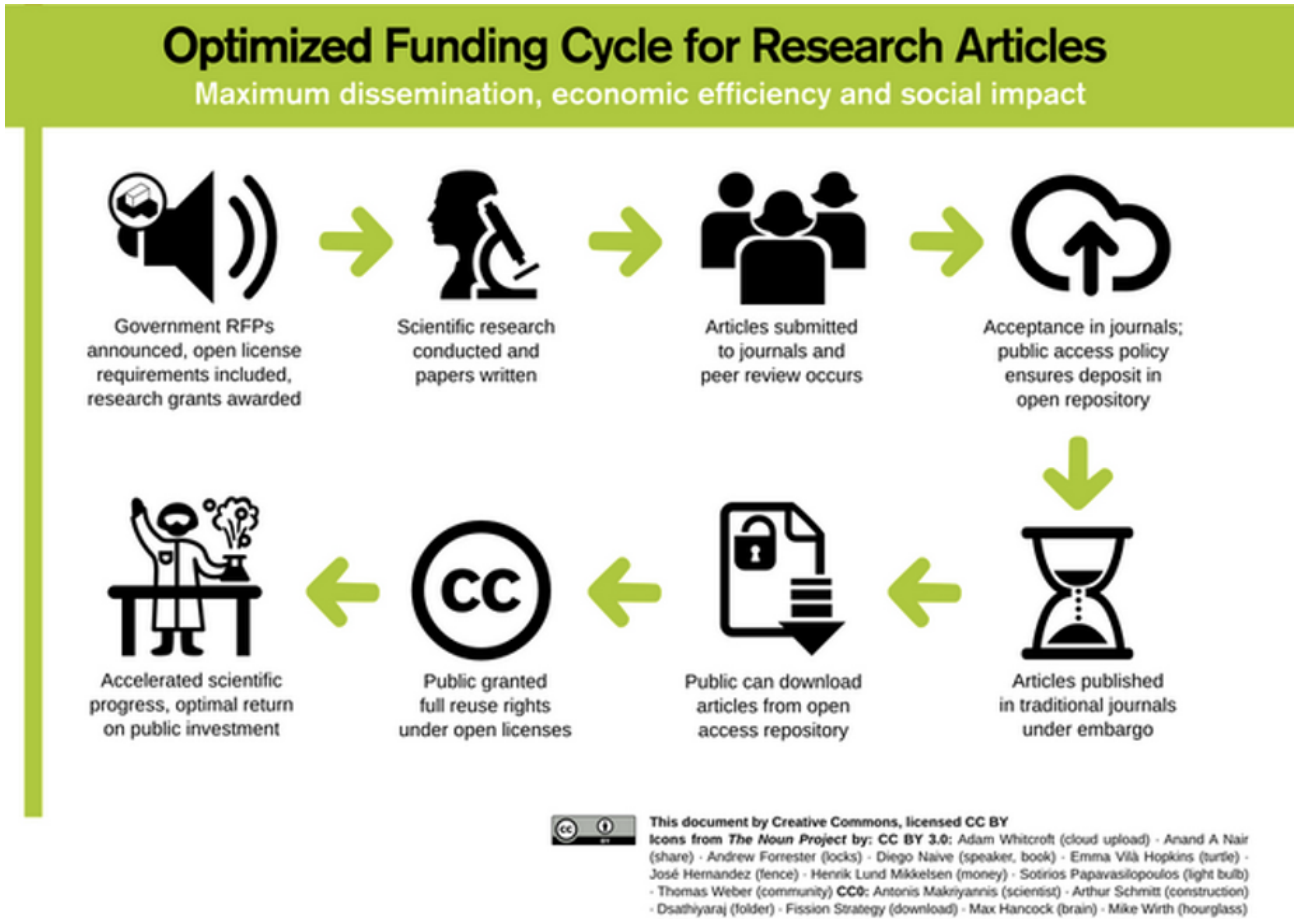 Optimized Funding Cycle for Research Articles
Maximum dissemination, economic efficiency and social impact
Government RFPs
announced, open license
requirements included,
research grants awarded
Scientific research
conducted and
papers written
Articles submitted
to journals and
peer review occurs
Acceptance in journals;
public access policy
ensures deposit in
open repository
Accelerated scientific
progress, optimal return
on public investment
CC
Public granted
full reuse rights
under open licenses
Public can download
articles from open
access repository
Articles published
in traditional journals
under embargo
cc
BY
This document by Creative Commons, licensed CC BY
Icons from The Noun Project by: CC BY 3.0: Adam Whitcroft (cloud upload) · Anand A Nair
(share) · Andrew Forrester (locks) · Diego Naive (speaker, book) · Emma Vilà Hopkins (turtle) ·
José Hernandez (fence) · Henrik Lund Mikkelsen (money) · Sotirios Papavasilopoulos (light bulb)
· Thomas Weber (community) CC0: Antonis Makriyannis (scientist) · Arthur Schmitt (construction)
· Dsathiyaraj (folder) · Fission Strategy (download) · Max Hancock (brain) · Mike Wirth (hourglass)